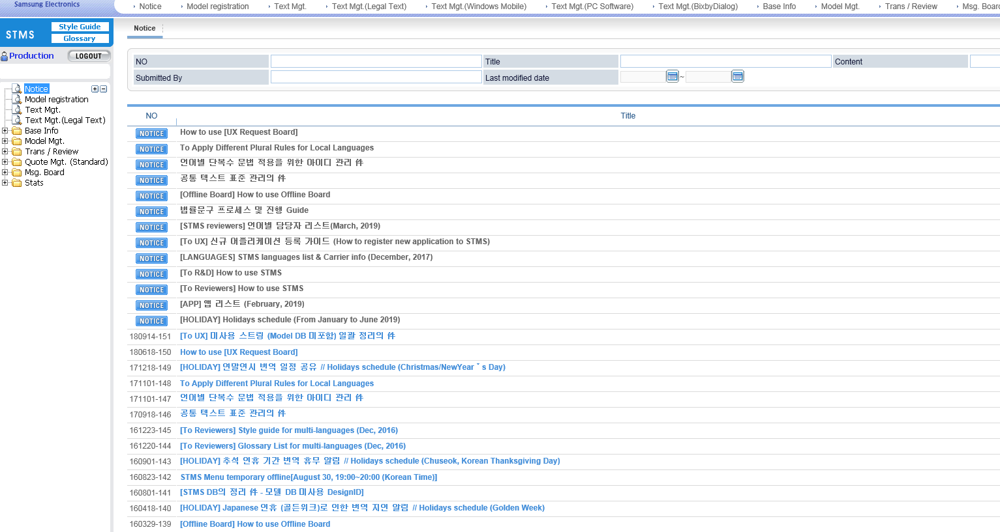 Samsung Electronics
Notice Model registration Text Mgt. Text Mgt.(Legal Text) Text Mgt.(Windows Mobile) Text Mgt.(PC Software) Text Mgt.(BixbyDialog) Base Info Model Mgt. Trans / Review Msg. Board
STMS
Style Guide
Glossary
Production LOGOUT
Notice
Model registration
Text Mgt.
Text Mgt.(Legal Text)
Base Info
Model Mgt.
Trans / Review
Quote Mgt. (Standard)
Msg. Board
Stats
Notice
NO Title Content
Submitted By Last modified date ~
NO Title
NOTICE How to use [UX Request Board]
NOTICE To Apply Different Plural Rules for Local Languages
NOTICE 언어별 단복수 문법 적용을 위한 아이디 관리 件
NOTICE 공통 텍스트 표준 관리의 件
NOTICE [Offline Board] How to use Offline Board
NOTICE 법률문구 프로세스 및 진행 Guide
NOTICE [STMS reviewers] 언어별 담당자 리스트(March, 2019)
NOTICE [To UX] 신규 어플리케이션 등록 가이드 (How to register new application to STMS)
NOTICE [LANGUAGES] STMS languages list & Carrier info (December, 2017)
NOTICE [To R&D] How to use STMS
NOTICE [To Reviewers] How to use STMS
NOTICE [APP] 앱 리스트 (February, 2019)
NOTICE [HOLIDAY] Holidays schedule (From January to June 2019)
180914-151 [To UX] 미사용 스트링 (Model DB 미포함) 일괄 정리의 件
180618-150 How to use [UX Request Board]
171218-149 [HOLIDAY] 연말연시 번역 일정 공유 // Holidays schedule (Christmas/NewYear ˇ s Day)
171101-148 To Apply Different Plural Rules for Local Languages
171101-147 언어별 단복수 문법 적용을 위한 아이디 관리 件
170918-146 공통 텍스트 표준 관리의 件
161223-145 [To Reviewers] Style guide for multi-languages (Dec, 2016)
161220-144 [To Reviewers] Glossary List for multi-languages (Dec, 2016)
160901-143 [HOLIDAY] 추석 연휴 기간 번역 휴무 알림 // Holidays schedule (Chuseok, Korean Thanksgiving Day)
160823-142 STMS Menu temporary offline[August 30, 19:00~20:00 (Korean Time)]
160801-141 [STMS DB의 정리 件 - 모델 DB 미사용 DesignID]
160418-140 [HOLIDAY] Japanese 연휴 (골든위크)로 인한 번역 지연 알림 // Holidays schedule (Golden Week)
160329-139 [Offline Board] How to use Offline Board